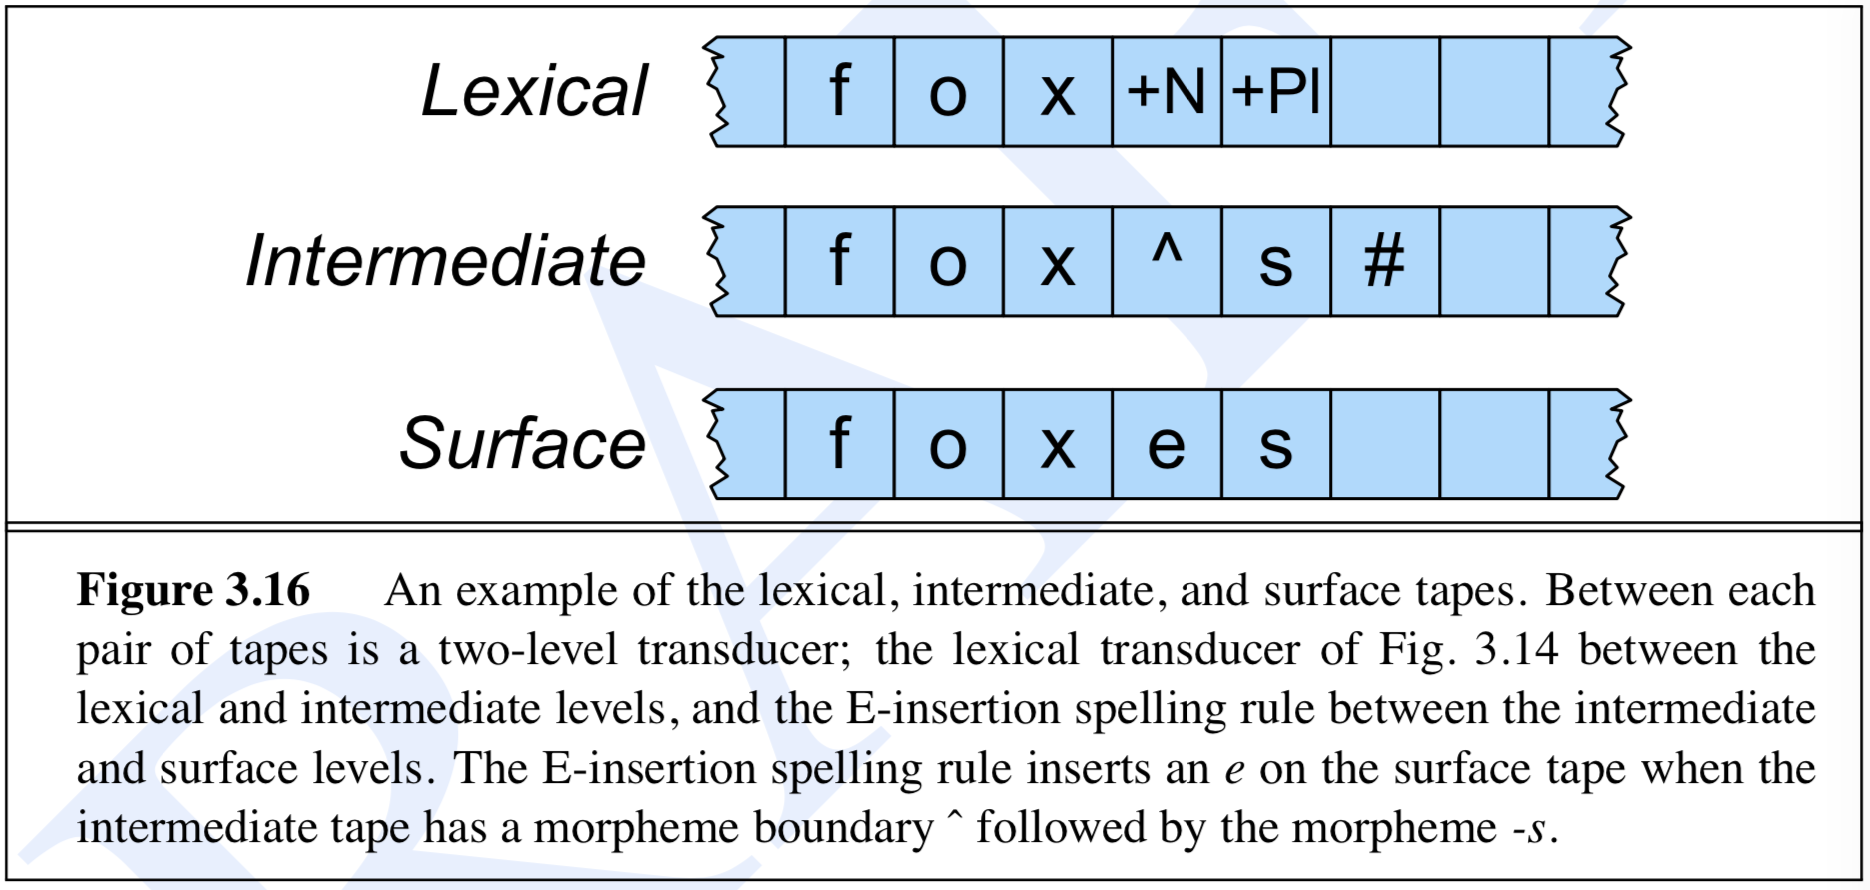 Lexical f o x +N +Pl
Intermediate f o x ^ s #
Surface f o x e s
Figure 3.16 An example of the lexical, intermediate, and surface tapes. Between each
pair of tapes is a two-level transducer; the lexical transducer of Fig. 3.14 between the
lexical and intermediate levels, and the E-insertion spelling rule between the intermediate
and surface levels. The E-insertion spelling rule inserts an e on the surface tape when the
intermediate tape has a morpheme boundary ^ followed by the morpheme -s.